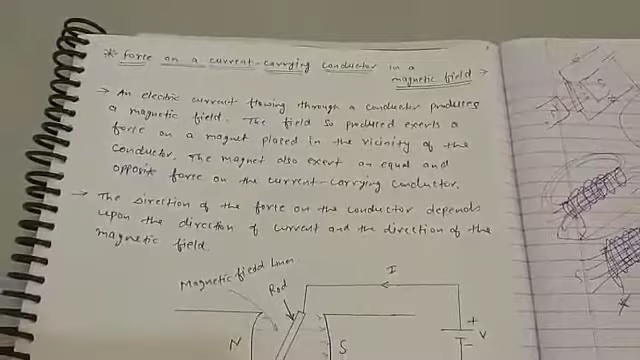 * Force on a current-carrying conductor in a
magnetic field →
→ An electric current flowing through a conductor produces
a magnetic field. The field so produced exerts a
force on a magnet placed in the vicinity of the
conductor. The magnet also exert an equal and
opposite force on the current-carrying conductor.
→ The direction of the force on the conductor depends
upon the direction of current and the direction of the
magnetic field.
Magnetic field Lines
Rod
I
N
S
+
V
-
S
N
S